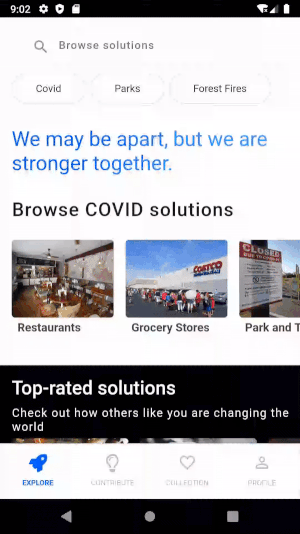 9:02
Browse solutions
Covid
Parks
Forest Fires
We may be apart, but we are
stronger together.
Browse COVID solutions
COSTCO
CLOSED
Restaurants
Grocery Stores
Park and T
Top-rated solutions
Check out how others like you are changing the
world
EXPLORE
CONTRIBUTE
COLLECTION
PROFILE